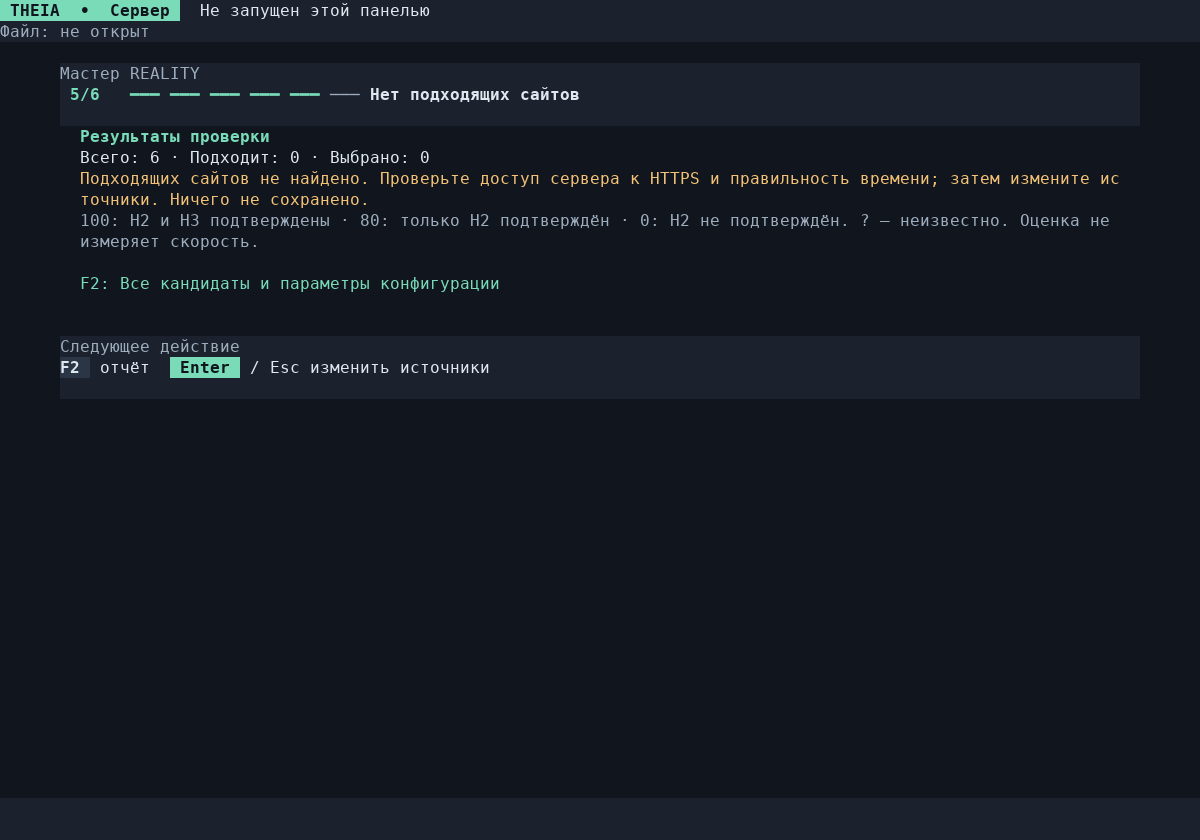 THEIA • Сервер Не запущен этой панелью
Файл: не открыт
Мастер REALITY
5/6 ━━━ ━━━ ━━━ ━━━ ━━━ ─── Нет подходящих сайтов
Результаты проверки
Всего: 6 · Подходит: 0 · Выбрано: 0
Подходящих сайтов не найдено. Проверьте доступ сервера к HTTPS и правильность времени; затем измените ис
точники. Ничего не сохранено.
100: H2 и H3 подтверждены · 80: только H2 подтверждён · 0: H2 не подтверждён. ? — неизвестно. Оценка не
измеряет скорость.
F2: Все кандидаты и параметры конфигурации
Следующее действие
F2 отчёт Enter / Esc изменить источники